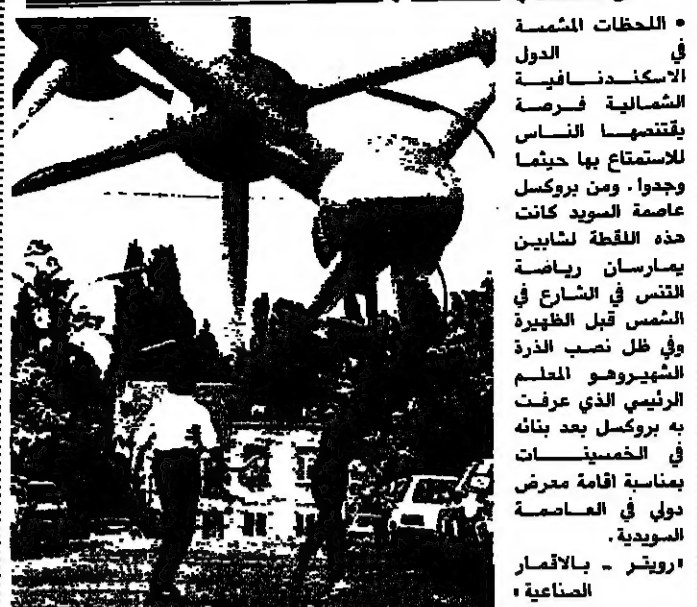 • اللحظات المشمسة
في الدول
الاسكندنافية
الشمالية فرصة
يقتنصها الناس
للاستمتاع بها حيثما
وجدوا. ومن بروكسل
عاصمة السويد كانت
هذه اللقطة لشابين
يمارسان رياضة
التنس في الشارع في
الشمس قبل الظهيرة
وفي ظل نصب الذرة
الشهير وهو المعلم
الرئيسي الذي عرفت
به بروكسل بعد بنائه
في الخمسينات
بمناسبة اقامة معرض
دولي في العاصمة
السويدية.
«رويتر - بالاقمار
الصناعية»